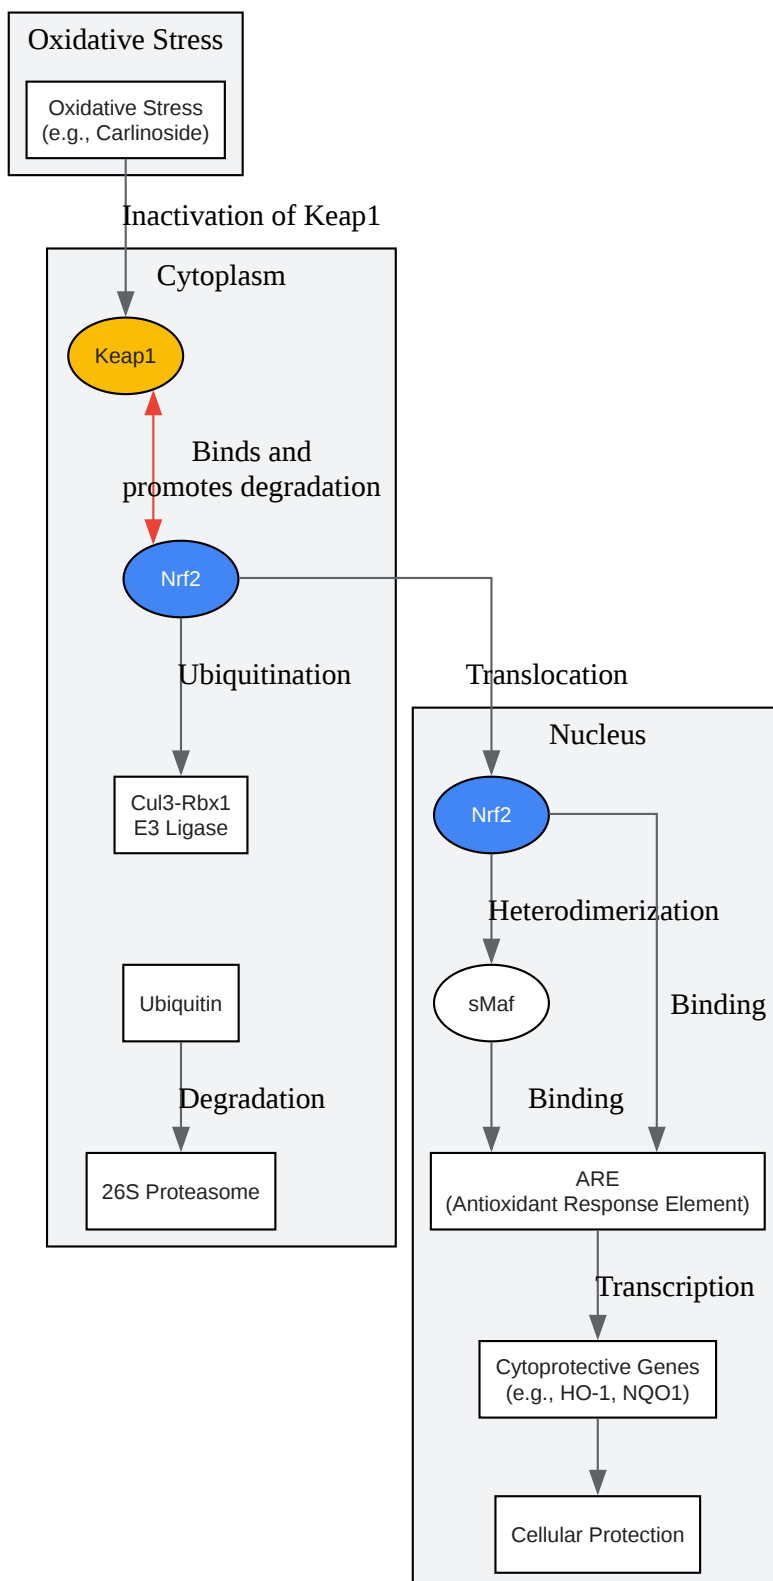 Oxidative Stress
Oxidative Stress
(e.g., Carlinoside)
Inactivation of Keap1
Cytoplasm
Keap1
Binds and
promotes degradation
Nrf2
Ubiquitination
Translocation
Nucleus
Cul3-Rbx1
E3 Ligase
Nrf2
Heterodimerization
Ubiquitin
sMaf
Binding
Degradation
Binding
26S Proteasome
ARE
(Antioxidant Response Element)
Transcription
Cytoprotective Genes
(e.g., HO-1, NQO1)
Cellular Protection